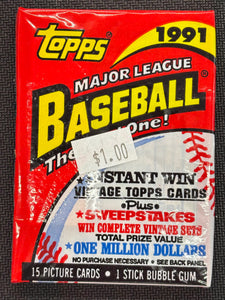 Topps®
1991
MAJOR LEAGUE
BASEBALL®
The One!
$1.00
INSTANT WIN
VINTAGE TOPPS CARDS
Plus
★SWEEPSTAKES
WIN COMPLETE VINTAGE SETS
TOTAL PRIZE VALUE
★ONE MILLION DOLLARS
NO PURCHASE NECESSARY • SEE BACK PANEL
15 PICTURE CARDS • 1 STICK BUBBLE GUM